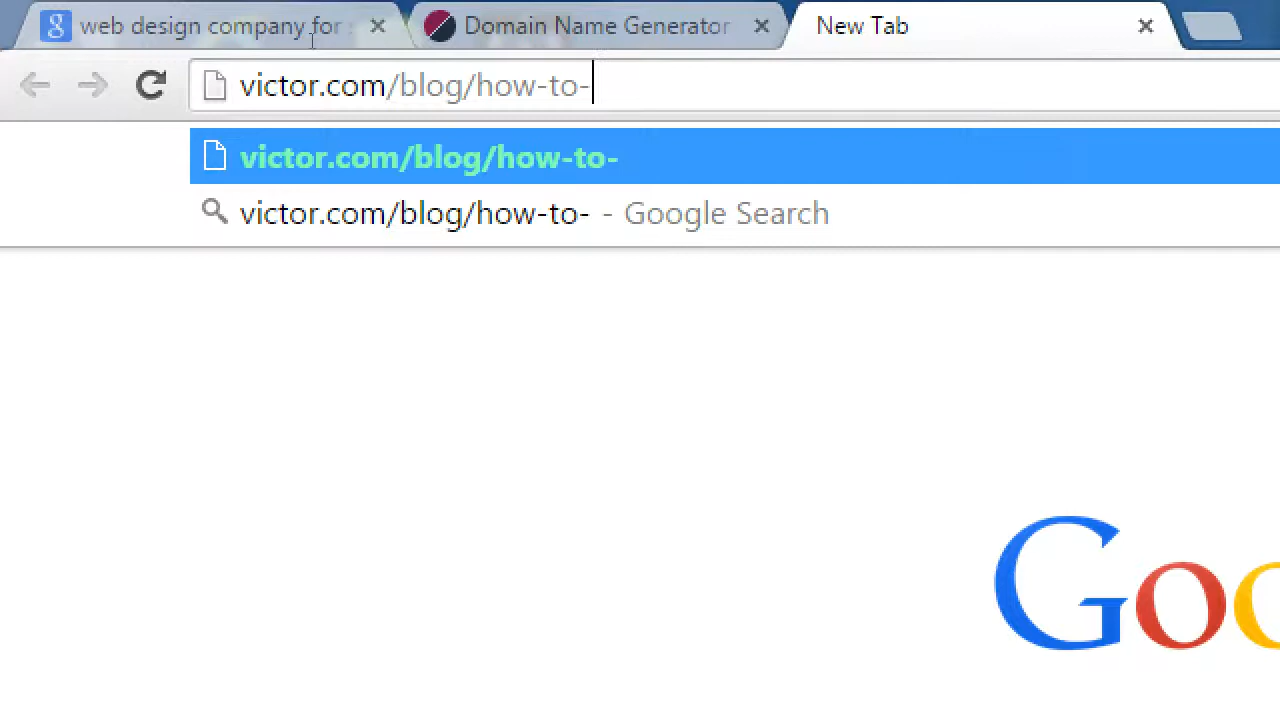 web design company for
Domain Name Generator
New Tab
victor.com/blog/how-to-
victor.com/blog/how-to-
victor.com/blog/how-to- - Google Search
Goo